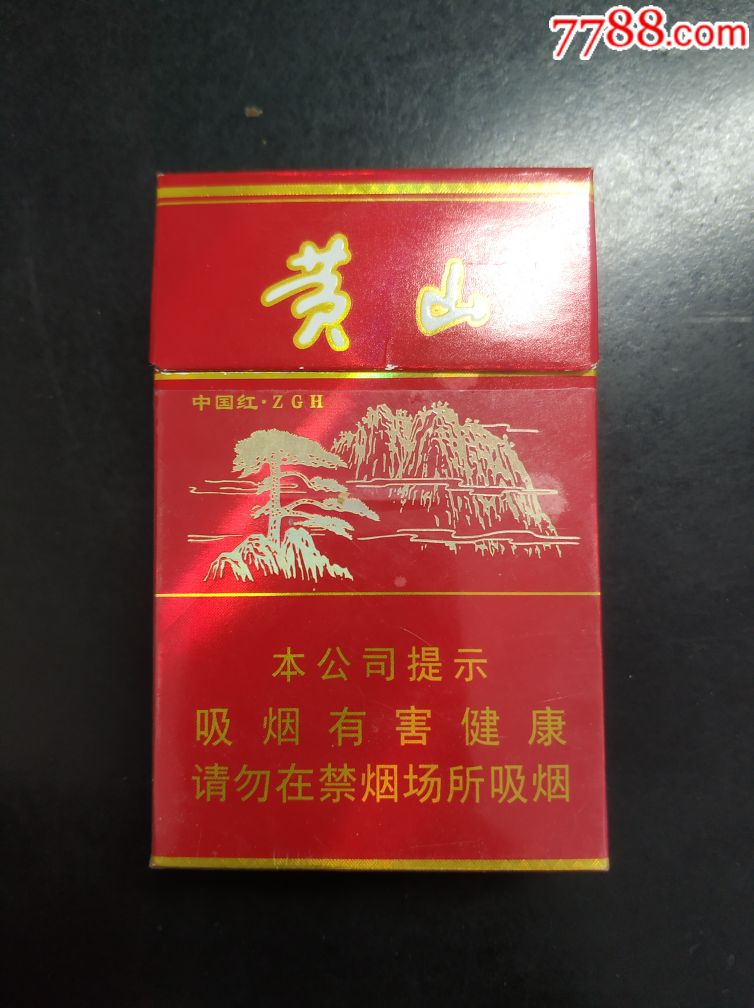 7788.com
黄山
中国红·ZGH
本公司提示
吸烟有害健康
请勿在禁烟场所吸烟